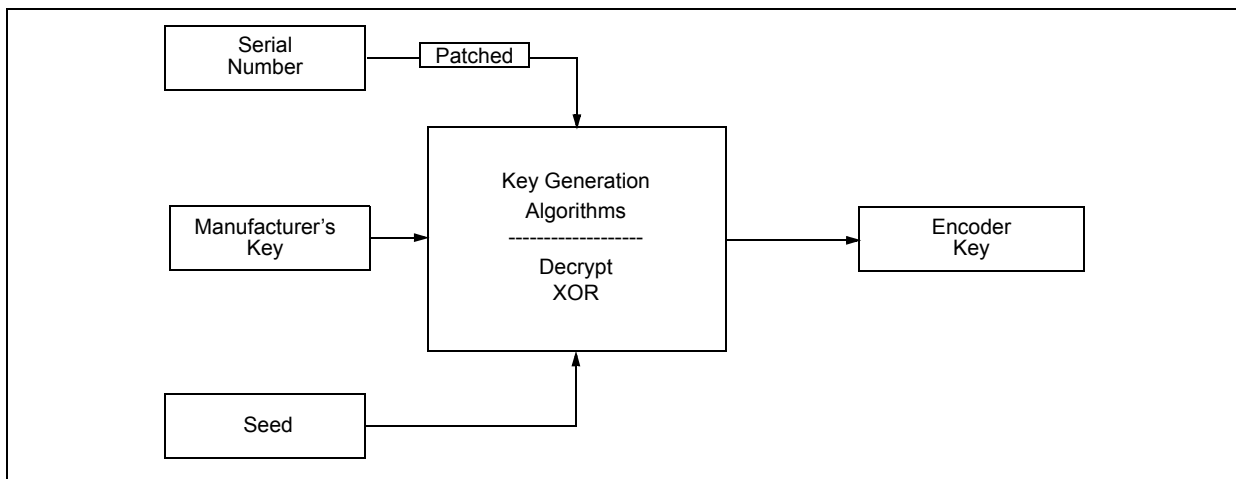 Serial
Number
Patched
Key Generation
Algorithms
-------------------
Decrypt
XOR
Manufacturer’s
Key
Encoder
Key
Seed